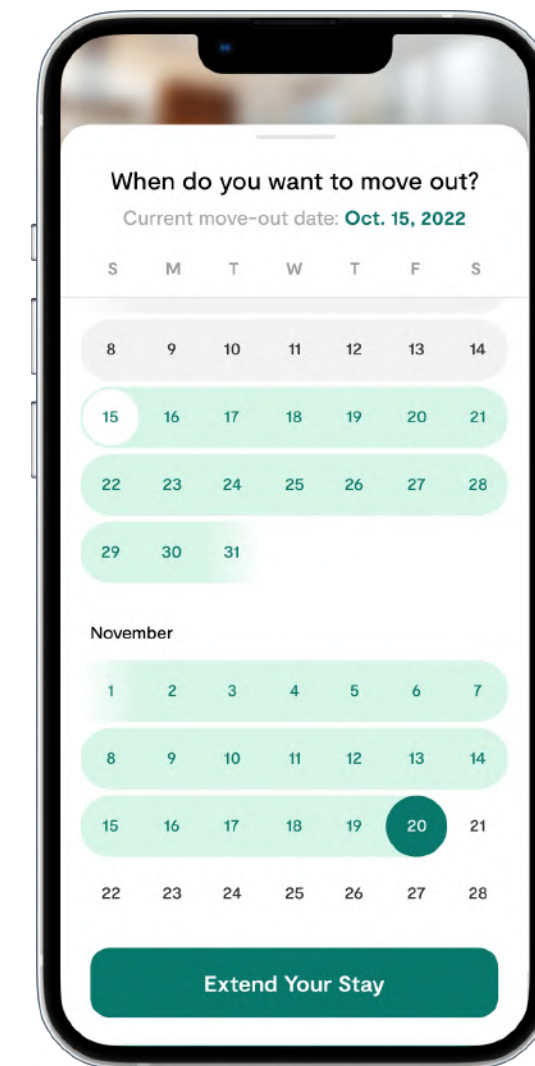 When do you want to move out?
Current move-out date: Oct. 15, 2022
S M T W T F S
8 9 10 11 12 13 14
15 16 17 18 19 20 21
22 23 24 25 26 27 28
29 30 31
November
1 2 3 4 5 6 7
8 9 10 11 12 13 14
15 16 17 18 19 20 21
22 23 24 25 26 27 28
Extend Your Stay